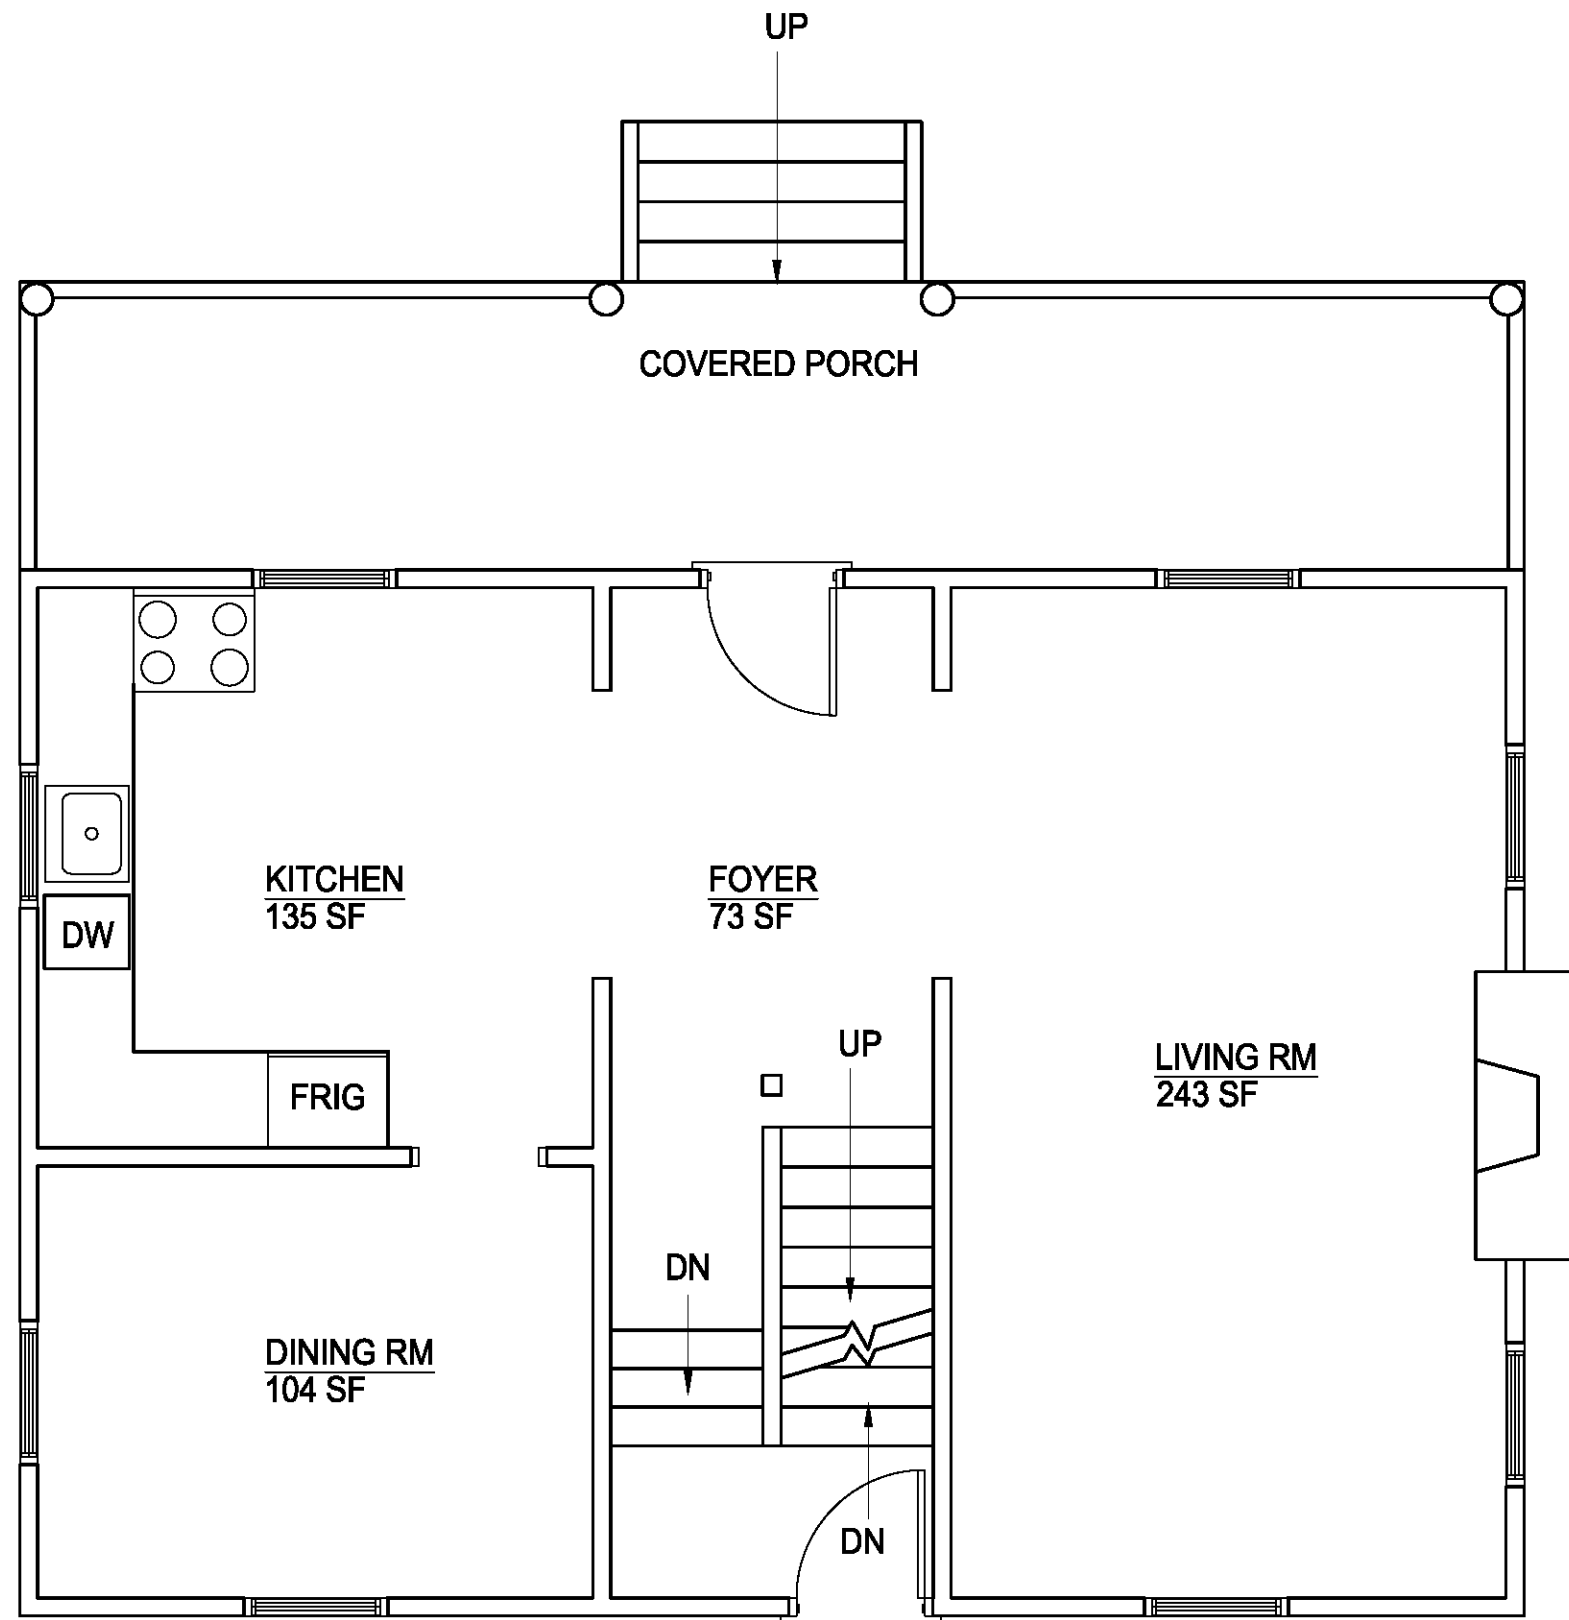 UP
COVERED PORCH
KITCHEN
135 SF
FOYER
73 SF
DW
UP
LIVING RM
243 SF
FRIG
DN
DINING RM
104 SF
DN